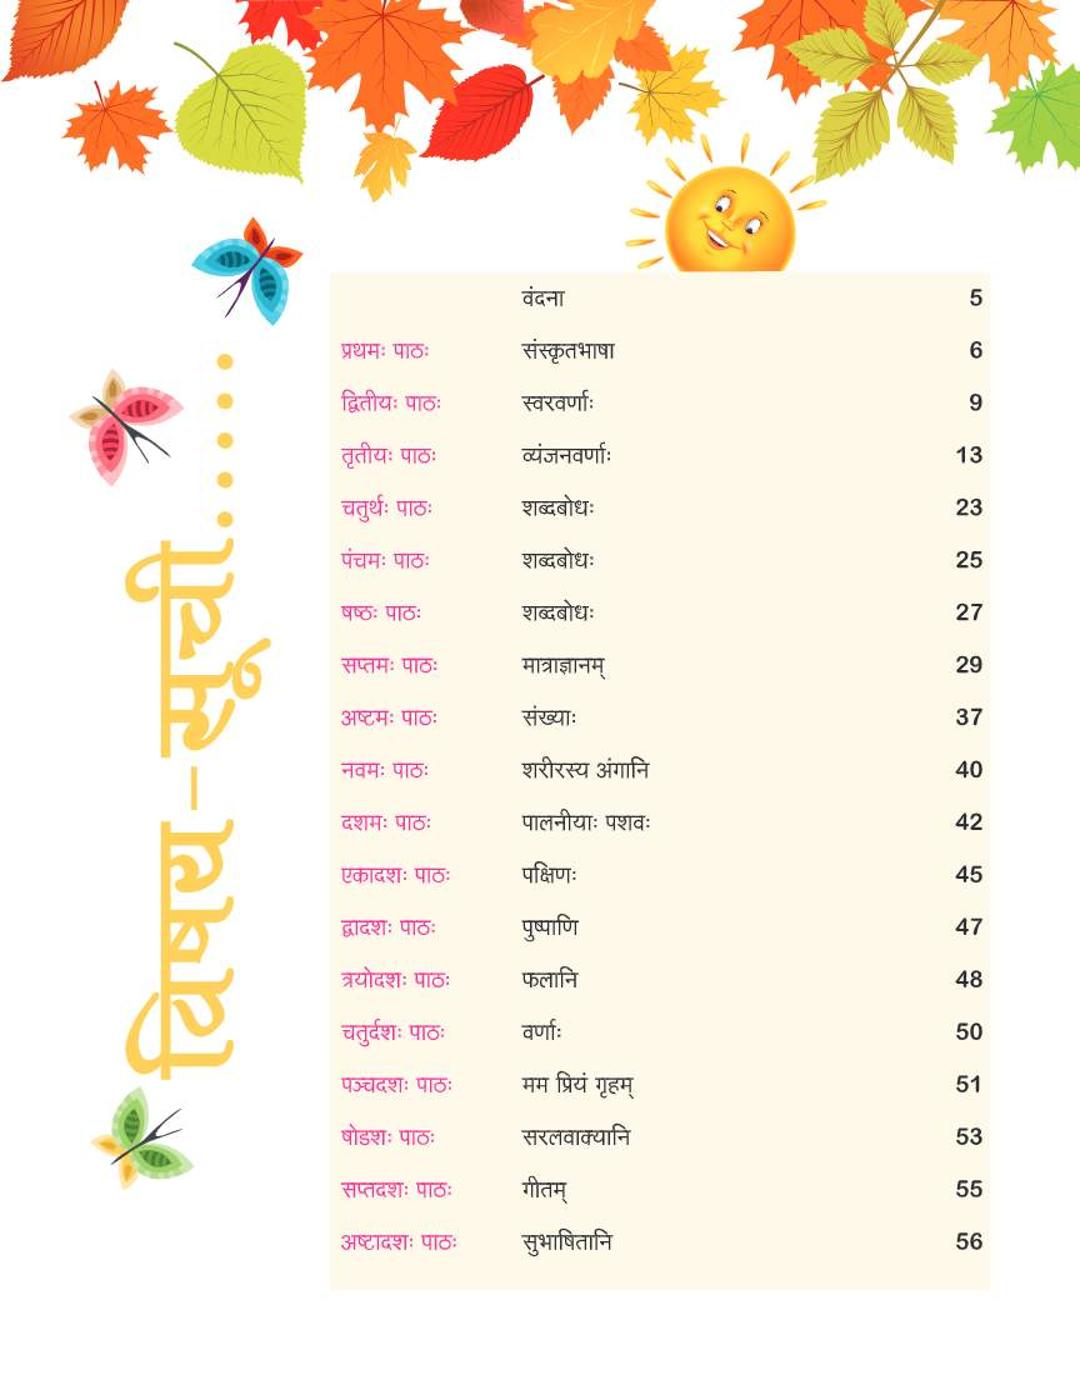 विषय-सूची.....
वंदना 5
प्रथमः पाठः संस्कृतभाषा 6
द्वितीयः पाठः स्वरवर्णाः 9
तृतीयः पाठः व्यंजनवर्णाः 13
चतुर्थः पाठः शब्दबोधः 23
पंचमः पाठः शब्दबोधः 25
षष्ठः पाठः शब्दबोधः 27
सप्तमः पाठः मात्राज्ञानम् 29
अष्टमः पाठः संख्याः 37
नवमः पाठः शरीरस्य अंगानि 40
दशमः पाठः पालनीयाः पशवः 42
एकादशः पाठः पक्षिणः 45
द्वादशः पाठः पुष्पाणि 47
त्रयोदशः पाठः फलानि 48
चतुर्दशः पाठः वर्णाः 50
पञ्चदशः पाठः मम प्रियं गृहम् 51
षोडशः पाठः सरलवाक्यानि 53
सप्तदशः पाठः गीतम् 55
अष्टादशः पाठः सुभाषितानि 56